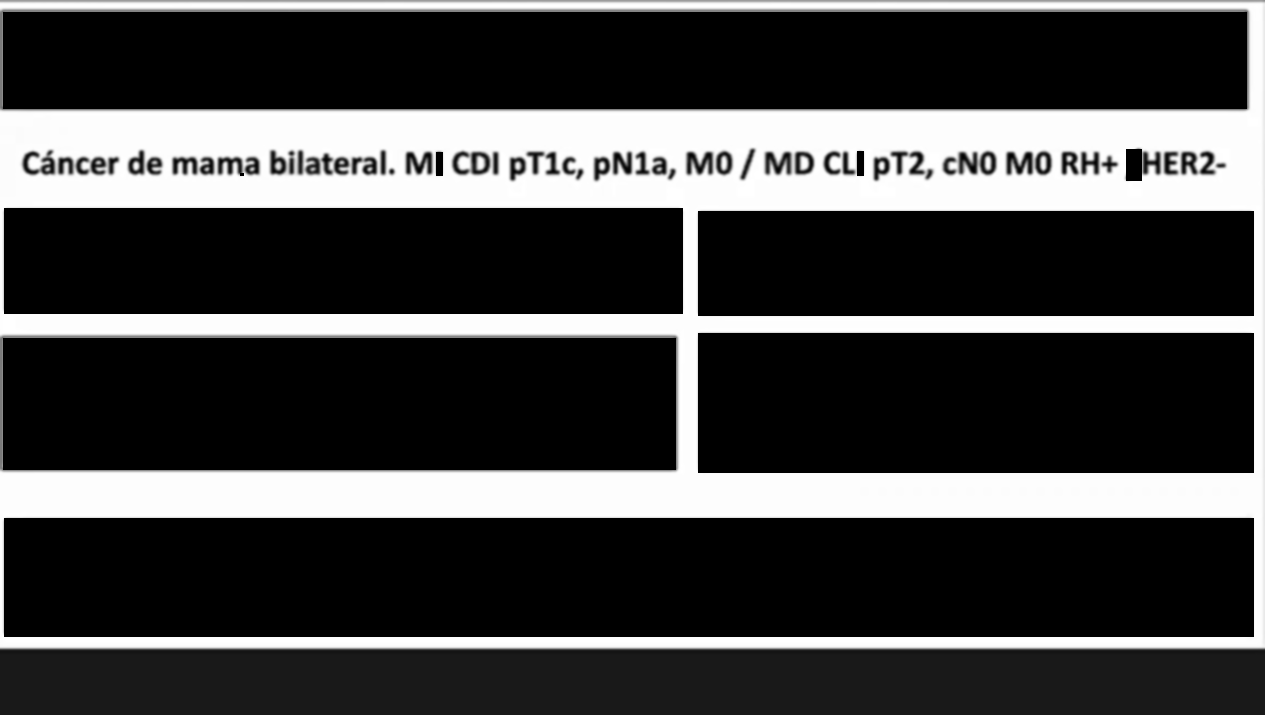 Cáncer de mama bilateral. MI CDI pT1c, pN1a, M0 / MD CLI pT2, cN0 M0 RH+ HER2-